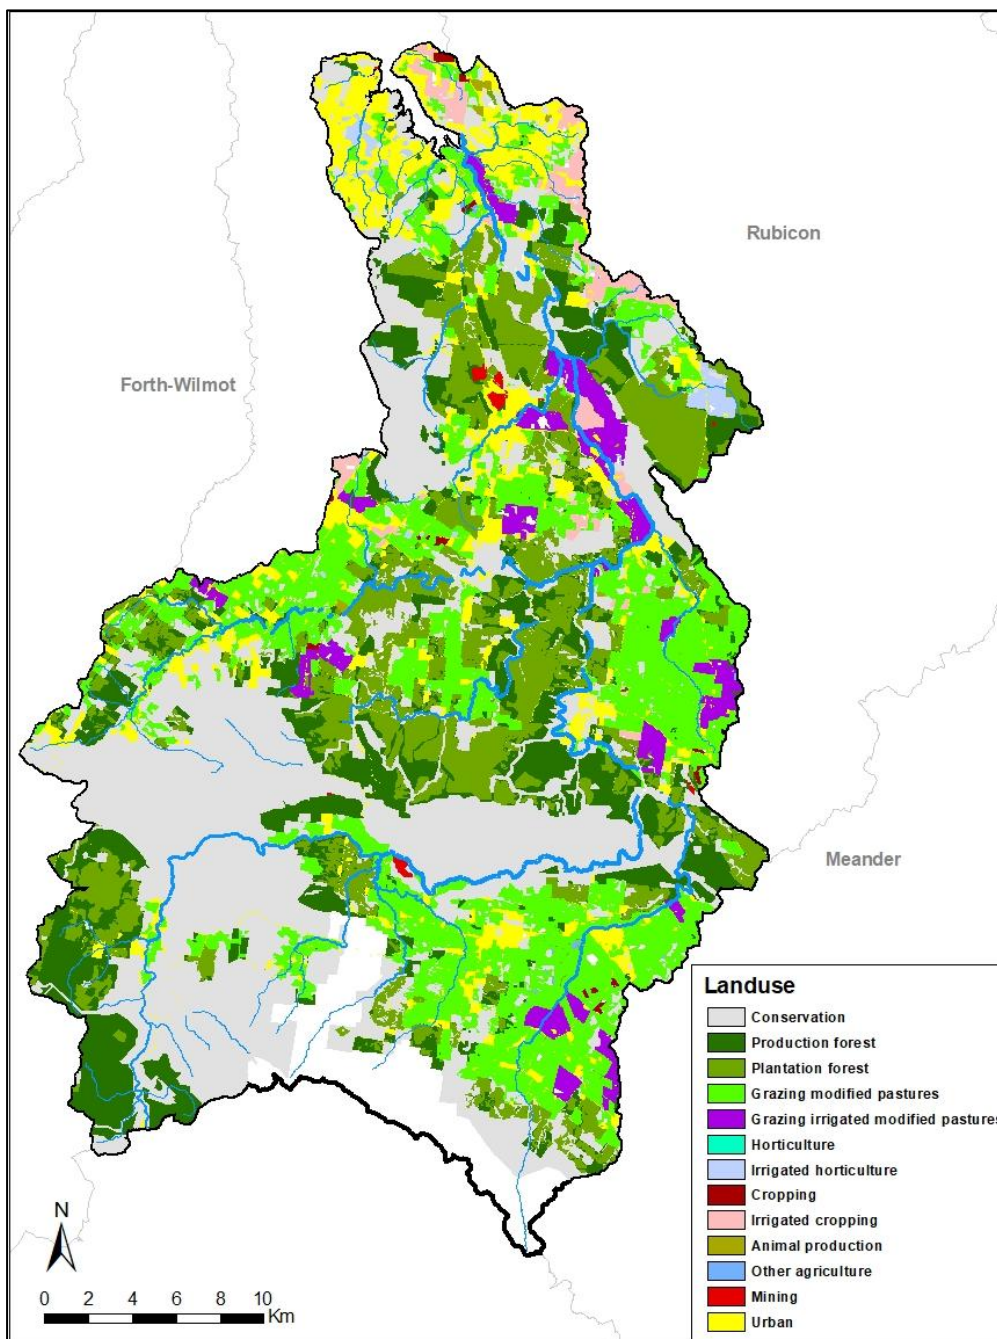 Rubicon
Forth-Wilmot
Meander
Landuse
Conservation
Production forest
Plantation forest
Grazing modified pastures
Grazing irrigated modified pastures
Horticulture
Irrigated horticulture
Cropping
Irrigated cropping
Animal production
Other agriculture
Mining
Urban
N
0 2 4 6 8 10
Km